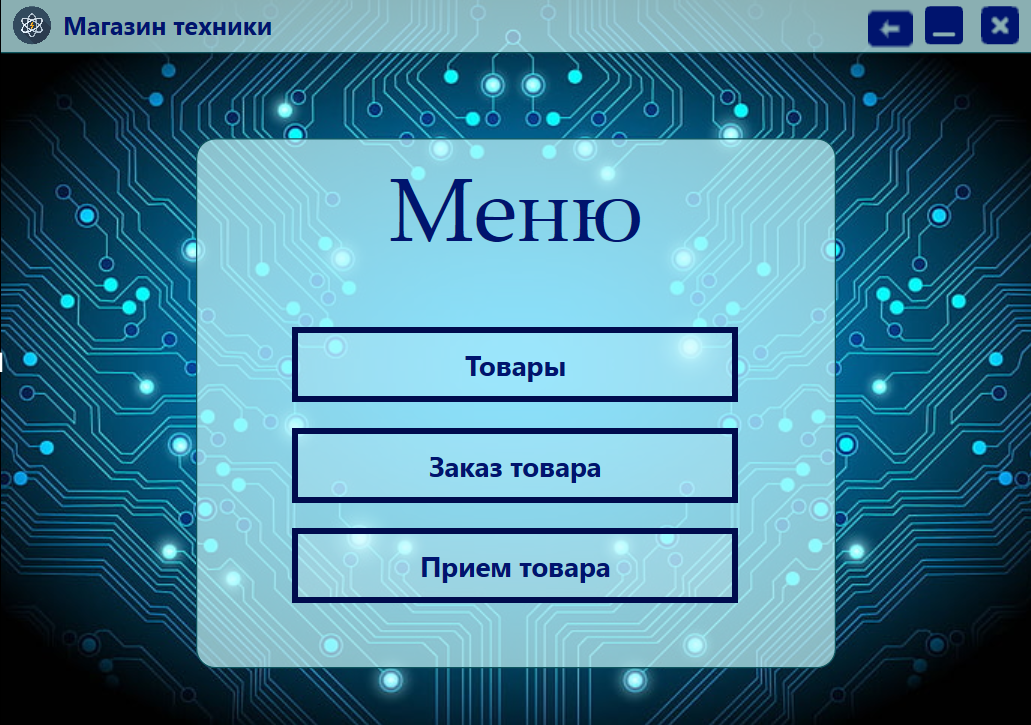 Магазин техники
Меню
Товары
Заказ товара
Прием товара